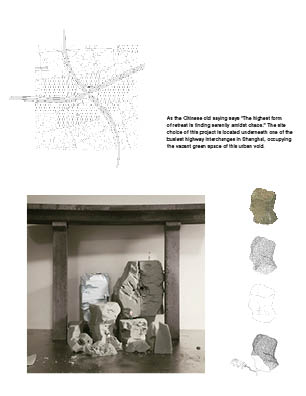 As the Chinese old saying says "The highest form
of retreat is finding serenity amidst chaos." The site
choice of this project is located underneath one of the
busiest highway interchanges in Shanghai, occupying
the vacant green space of this urban void.